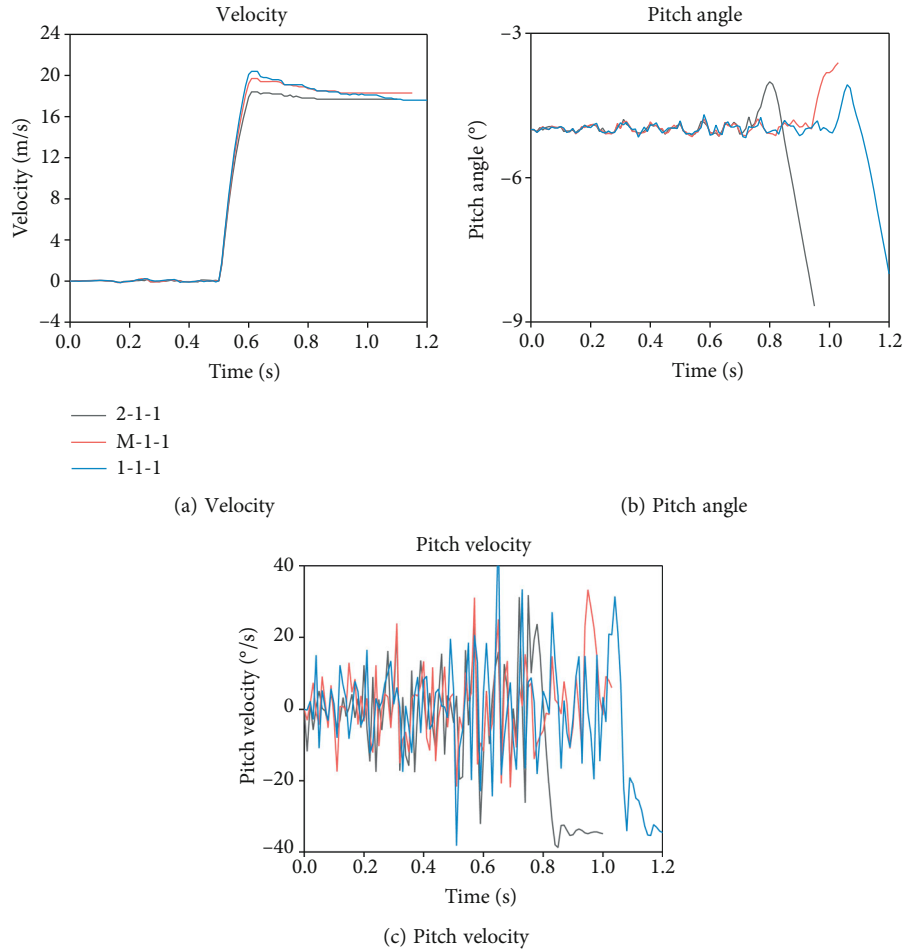 Velocity
24
20
16
12
8
4
0
−4
Velocity (m/s)
0.0 0.2 0.4 0.6 0.8 1.0 1.2
Time (s)
2-1-1
M-1-1
1-1-1
(a) Velocity
Pitch angle
−3
−6
−9
Pitch angle (°)
0.0 0.2 0.4 0.6 0.8 1.0 1.2
Time (s)
(b) Pitch angle
Pitch velocity
40
20
0
−20
−40
Pitch velocity (°/s)
0.0 0.2 0.4 0.6 0.8 1.0 1.2
Time (s)
(c) Pitch velocity